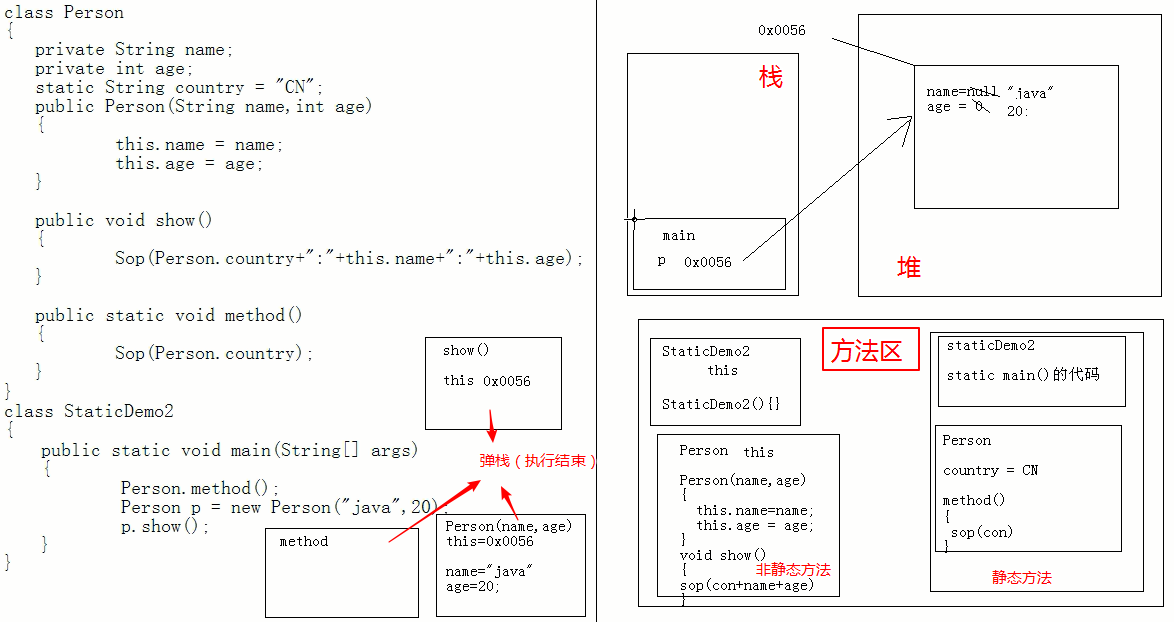 class Person
{
private String name;
private int age;
static String country = "CN";
public Person(String name,int age)
{
this.name = name;
this.age = age;
}
public void show()
{
Sop(Person.country+":"+this.name+":"+this.age);
}
public static void method()
{
Sop(Person.country);
}
}
class StaticDemo2
{
public static void main(String[] args)
{
Person.method();
Person p = new Person("java",20);
p.show();
}
}
show()
this 0x0056
弹栈（执行结束）
method
Person(name,age)
this=0x0056
name="java"
age=20;
栈
main
p 0x0056
0x0056
name=null "java"
age = 0 20:
堆
方法区
StaticDemo2
this
StaticDemo2(){}
Person this
Person(name,age)
{
this.name=name;
this.age = age;
}
void show()
{
非静态方法
sop(con+name+age)
}
staticDemo2
static main()的代码
Person
country = CN
method()
{
sop(con)
}
静态方法